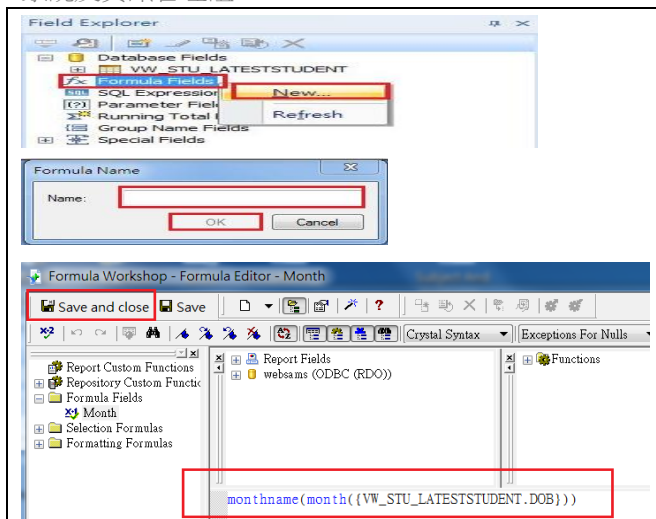 Field Explorer
Database Fields
VW_STU_LATESTSTUDENT
Formula Fields
New...
SQL Expression
Parameter Fiel
Refresh
Running Total
Group Name Fields
Special Fields
Formula Name
Name:
OK
Cancel
Formula Workshop - Formula Editor - Month
Save and close Save
Crystal Syntax Exceptions For Nulls
Report Custom Functions
Repository Custom Functic
Formula Fields
Month
Selection Formulas
Formatting Formulas
Report Fields
websams (ODBC (RDO))
Functions
monthname(month({VW_STU_LATESTSTUDENT.DOB}))